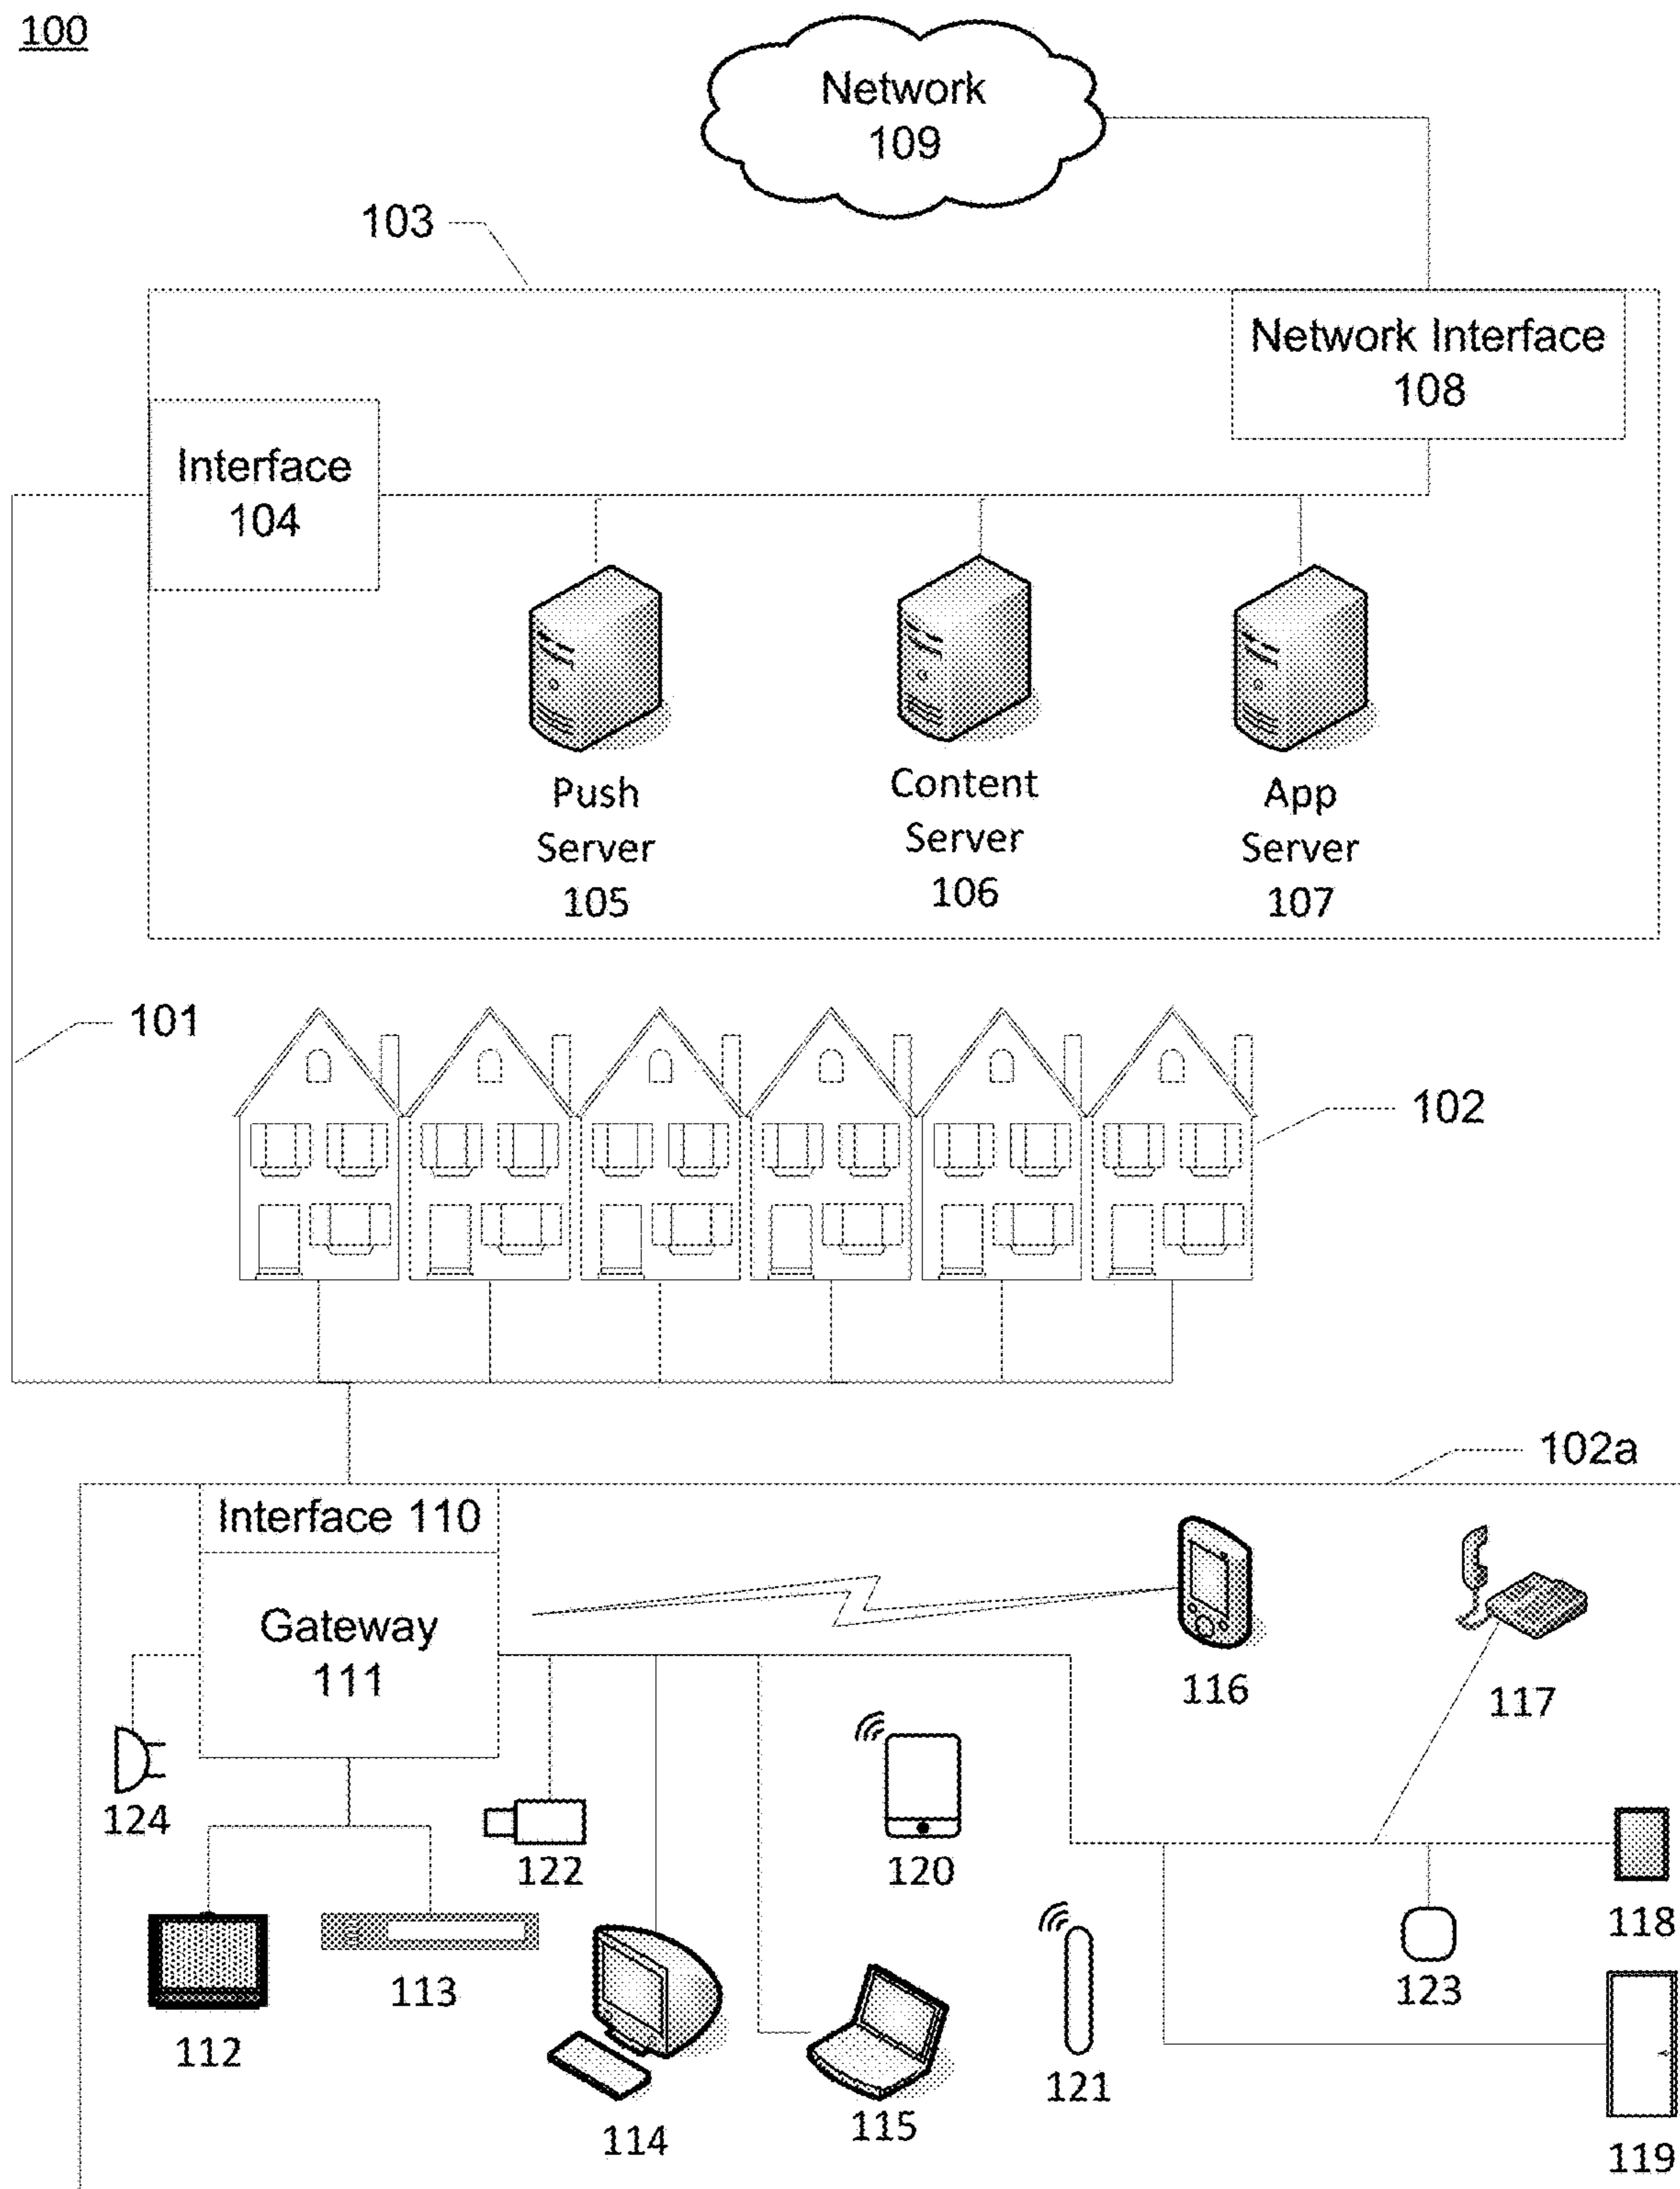 100
Network
109
103
Network Interface
108
Interface
104
Push
Server
105
Content
Server
106
App
Server
107
101
102
102a
Interface 110
Gateway
111
116
117
124
122
120
118
123
112
113
114
115
121
119